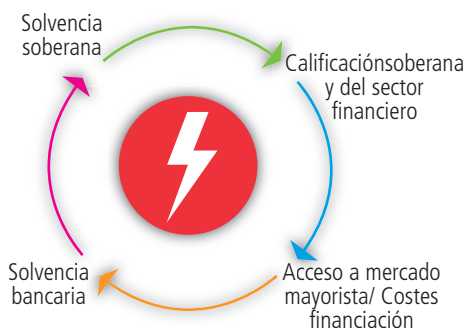 Solvencia
soberana
Calificaciónsoberana
y del sector
financiero
Solvencia
bancaria
Acceso a mercado
mayorista/ Costes
financiación